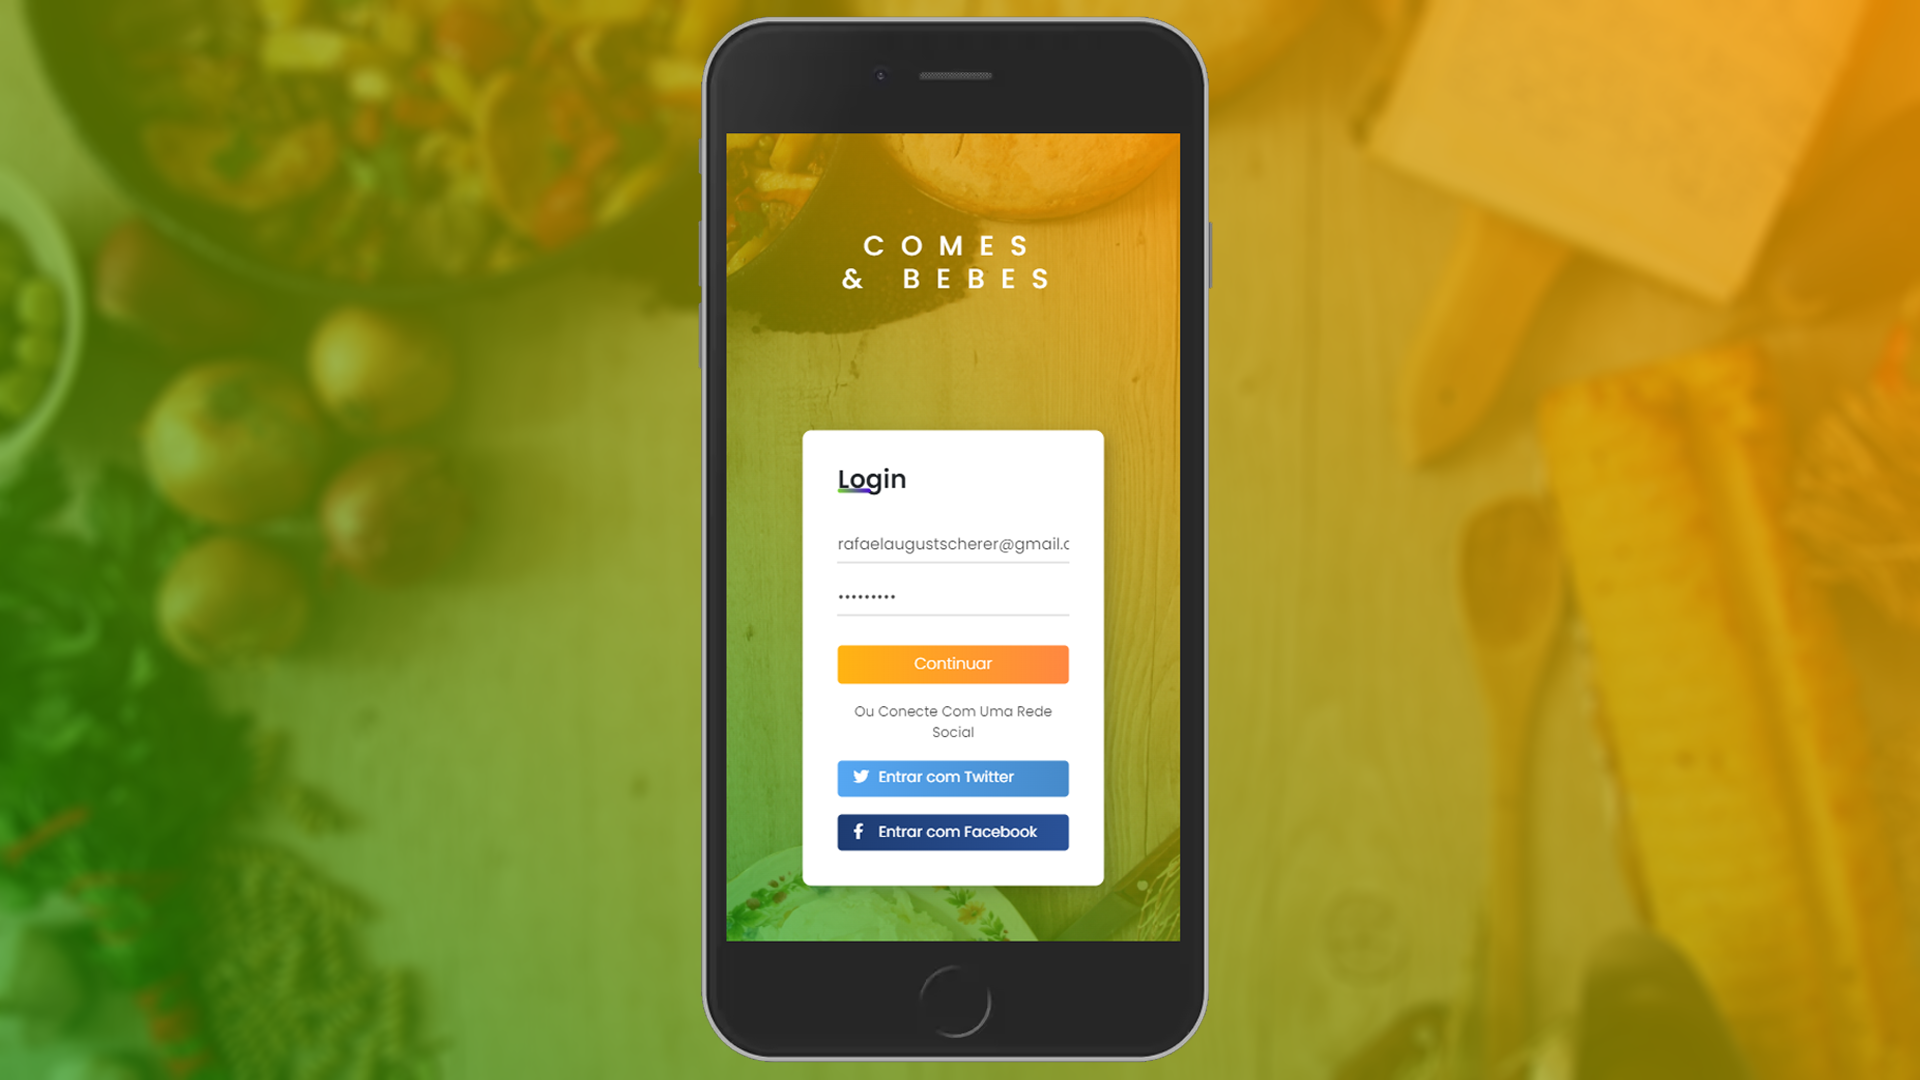 COMES
& BEBES
Login
rafaelaugustscherer@gmail.c
•••••••••
Continuar
Ou Conecte Com Uma Rede
Social
Entrar com Twitter
Entrar com Facebook